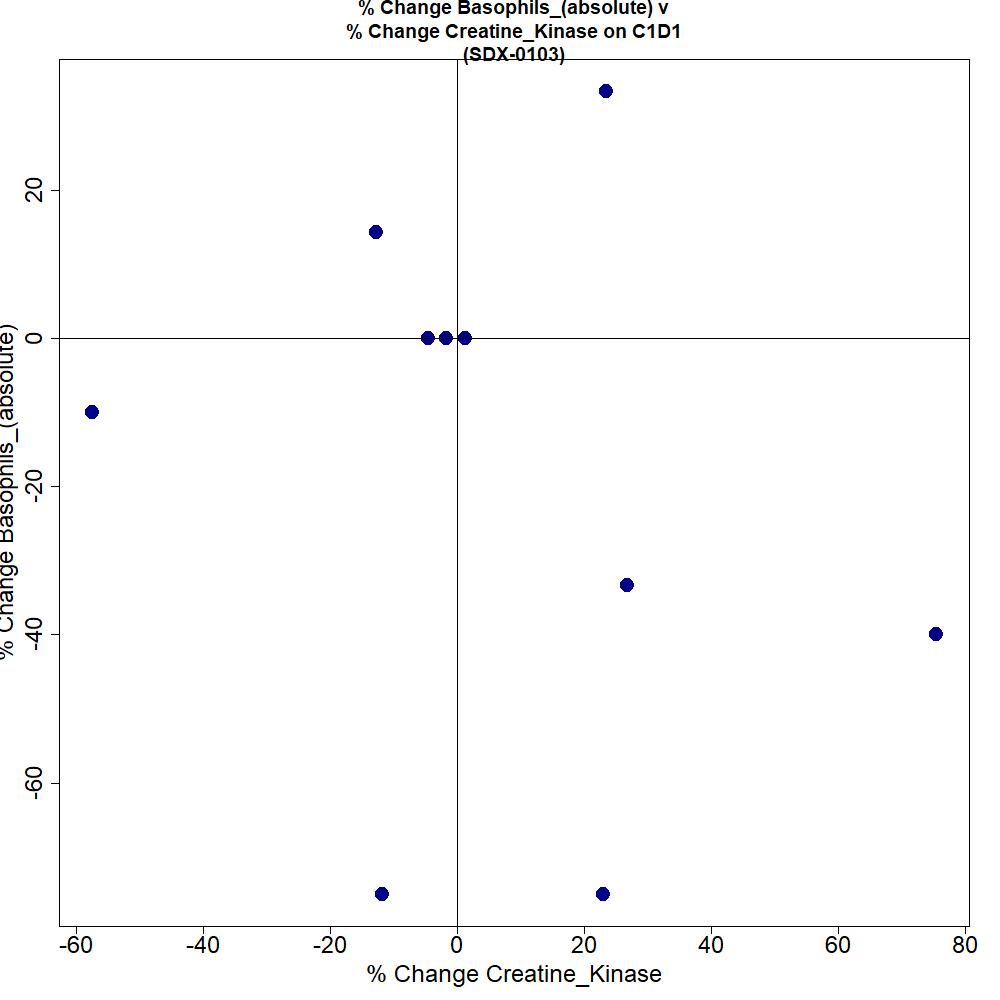 % Change Basophils_(absolute) v
% Change Creatine_Kinase on C1D1
(SDX-0103)
% Change Basophils_(absolute)
20
0
-20
-40
-60
-60
-40
-20
0
20
40
60
80
% Change Creatine_Kinase